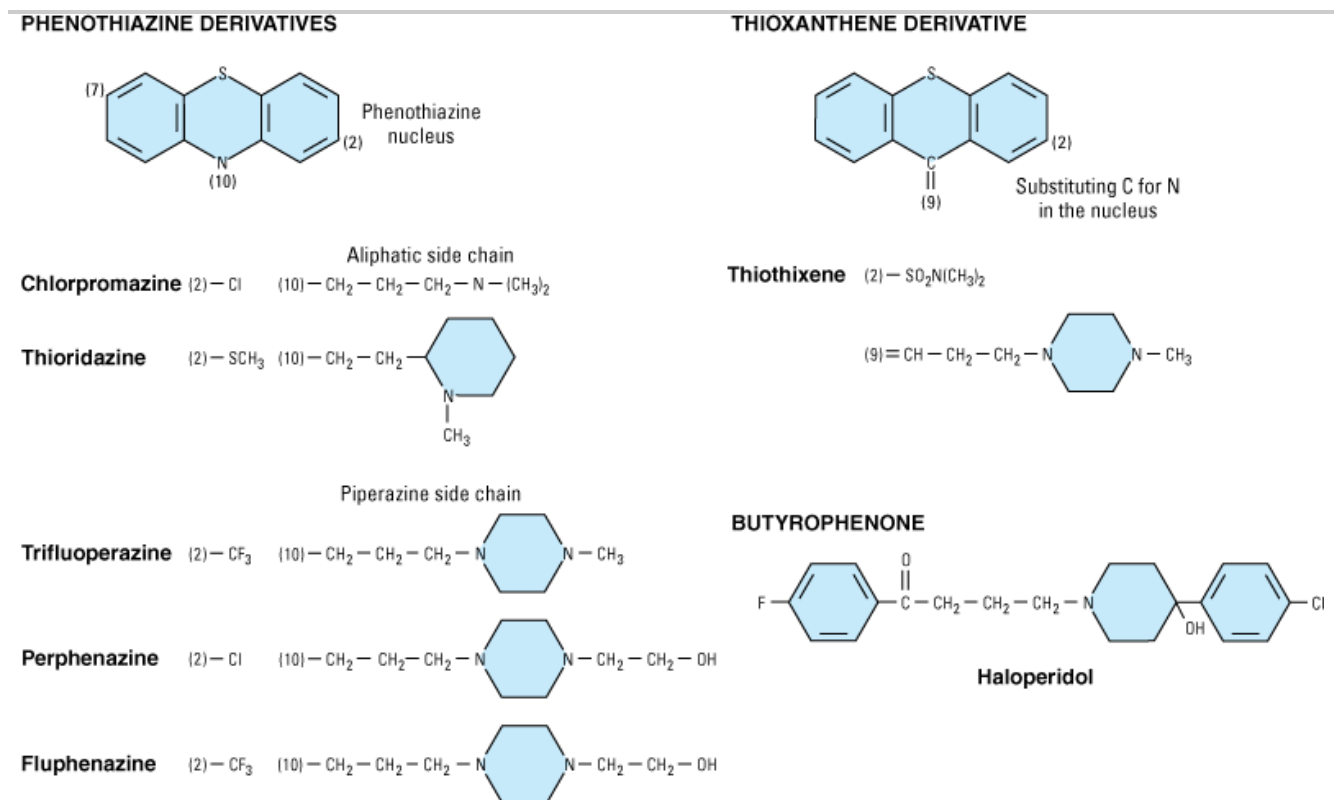 PHENOTHIAZINE DERIVATIVES
S
(7)
Phenothiazine
nucleus
(2)
N
(10)
Aliphatic side chain
Chlorpromazine (2)—Cl (10)—CH₂—CH₂—CH₂—N—(CH₃)₂
Thioridazine (2)—SCH₃ (10)—CH₂—CH₂
N
CH₃
Piperazine side chain
Trifluoperazine (2)—CF₃ (10)—CH₂—CH₂—CH₂—N N—CH₃
Perphenazine (2)—Cl (10)—CH₂—CH₂—CH₂—N N—CH₂—CH₂—OH
Fluphenazine (2)—CF₃ (10)—CH₂—CH₂—CH₂—N N—CH₂—CH₂—OH
THIOXANTHENE DERIVATIVE
S
(2)
C
(9)
Substituting C for N
in the nucleus
Thiothixene (2)—SO₂N(CH₃)₂
(9)=CH—CH₂—CH₂—N N—CH₃
BUTYROPHENONE
O
F—C—CH₂—CH₂—CH₂—N Cl
OH
Haloperidol